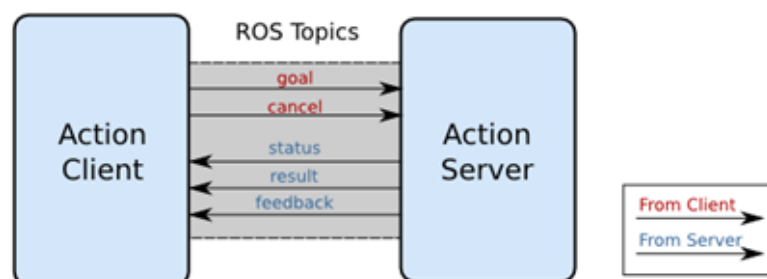 ROS Topics
Action
Client
goal
cancel
status
result
feedback
Action
Server
From Client
From Server